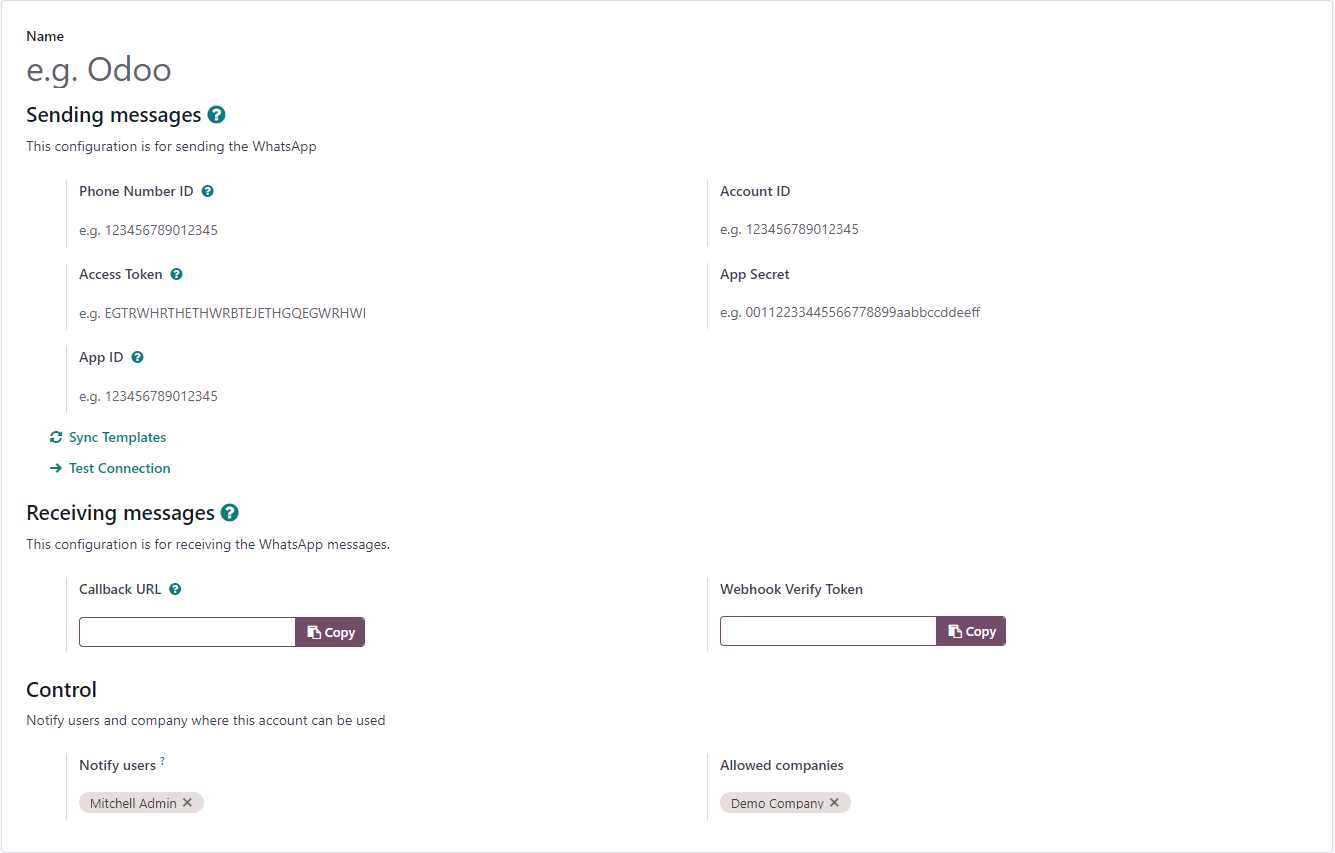 Name
e.g. Odoo
Sending messages ?
This configuration is for sending the WhatsApp
Phone Number ID ?
Account ID
e.g. 123456789012345
e.g. 123456789012345
Access Token ?
App Secret
e.g. EGTRWHRTHETHWRBTEJETHGQEGWRHWI
e.g. 00112233445566778899aabbccddeeff
App ID ?
e.g. 123456789012345
Sync Templates
Test Connection
Receiving messages ?
This configuration is for receiving the WhatsApp messages.
Callback URL ?
Webhook Verify Token
Copy
Copy
Control
Notify users and company where this account can be used
Notify users ?
Allowed companies
Mitchell Admin ×
Demo Company ×